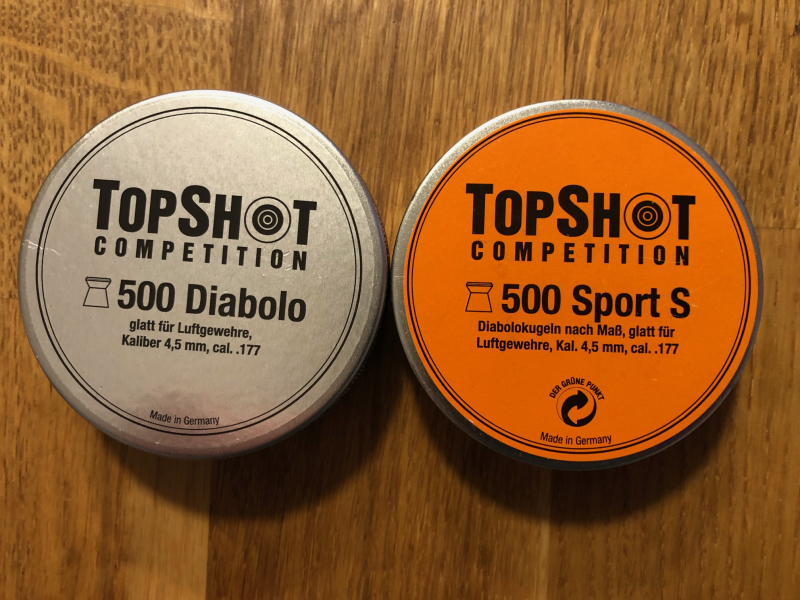 TOPSHOT
COMPETITION
500 Diabolo
glatt für Luftgewehre,
Kaliber 4,5 mm, cal. .177
Made in Germany
TOPSHOT
COMPETITION
500 Sport S
Diabolokugeln nach Maß, glatt für
Luftgewehre, Kal. 4,5 mm, cal. .177
DER GRÜNE PUNKT
Made in Germany